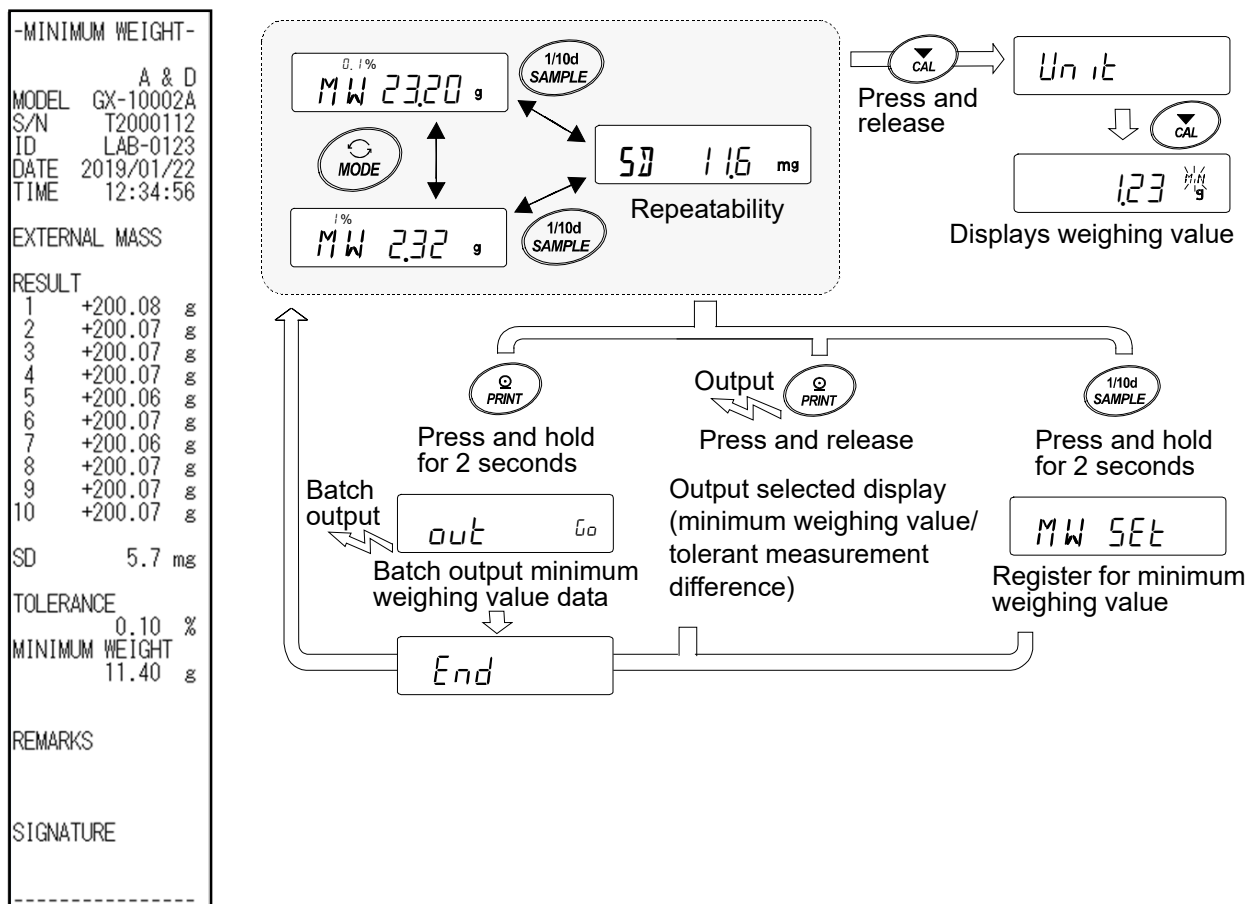 -MINIMUM WEIGHT-
A & D
MODEL GX-10002A
S/N T2000112
ID LAB-0123
DATE 2019/01/22
TIME 12:34:56
EXTERNAL MASS
RESULT
1 +200.08 g
2 +200.07 g
3 +200.07 g
4 +200.07 g
5 +200.06 g
6 +200.07 g
7 +200.06 g
8 +200.07 g
9 +200.07 g
10 +200.07 g
SD 5.7 mg
TOLERANCE
0.10 %
MINIMUM WEIGHT
11.40 g
REMARKS
SIGNATURE
----------------
0.1%
MW 23.20 g
1/10d
SAMPLE
MODE
SD 11.6 mg
Repeatability
1%
MW 2.32 g
1/10d
SAMPLE
CAL
Press and
release
Unit
CAL
1.23 MiN g
Displays weighing value
PRINT
Press and hold
for 2 seconds
Batch
output
out Go
Batch output minimum
weighing value data
End
Output
PRINT
Press and release
Output selected display
(minimum weighing value/
tolerant measurement
difference)
1/10d
SAMPLE
Press and hold
for 2 seconds
MW SEt
Register for minimum
weighing value